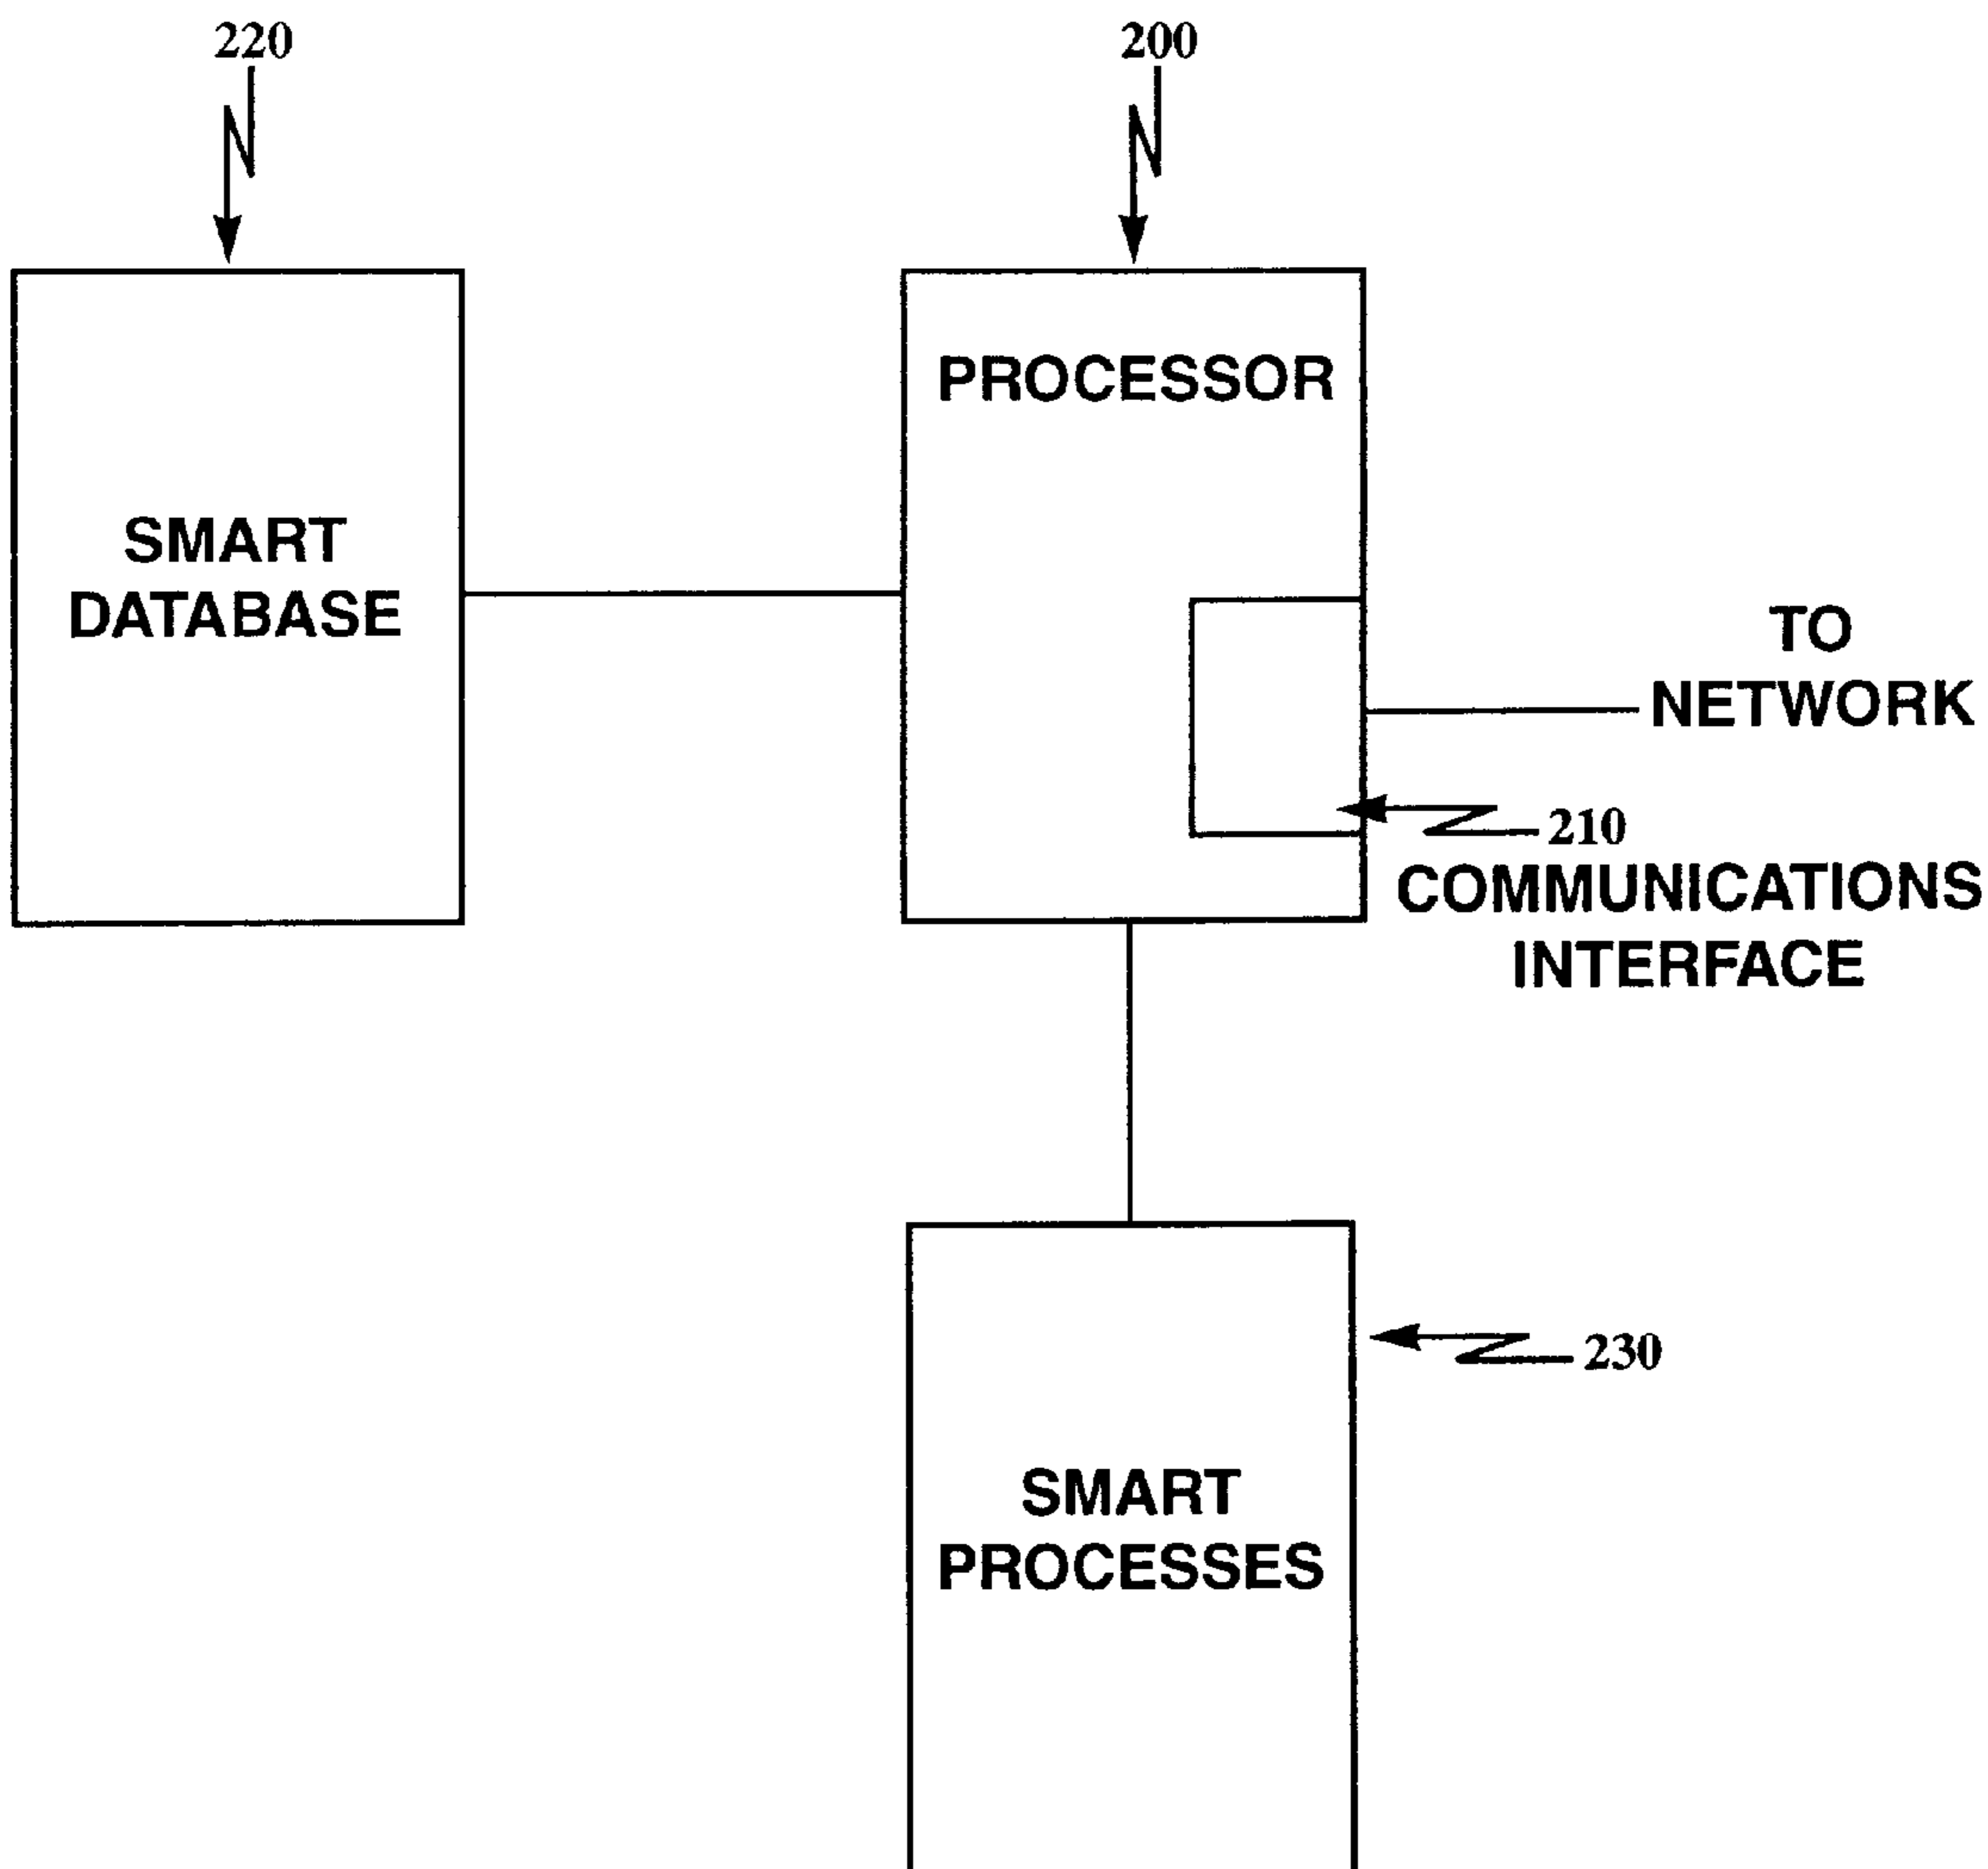 220
200
PROCESSOR
SMART
DATABASE
TO
NETWORK
210
COMMUNICATIONS
INTERFACE
230
SMART
PROCESSES